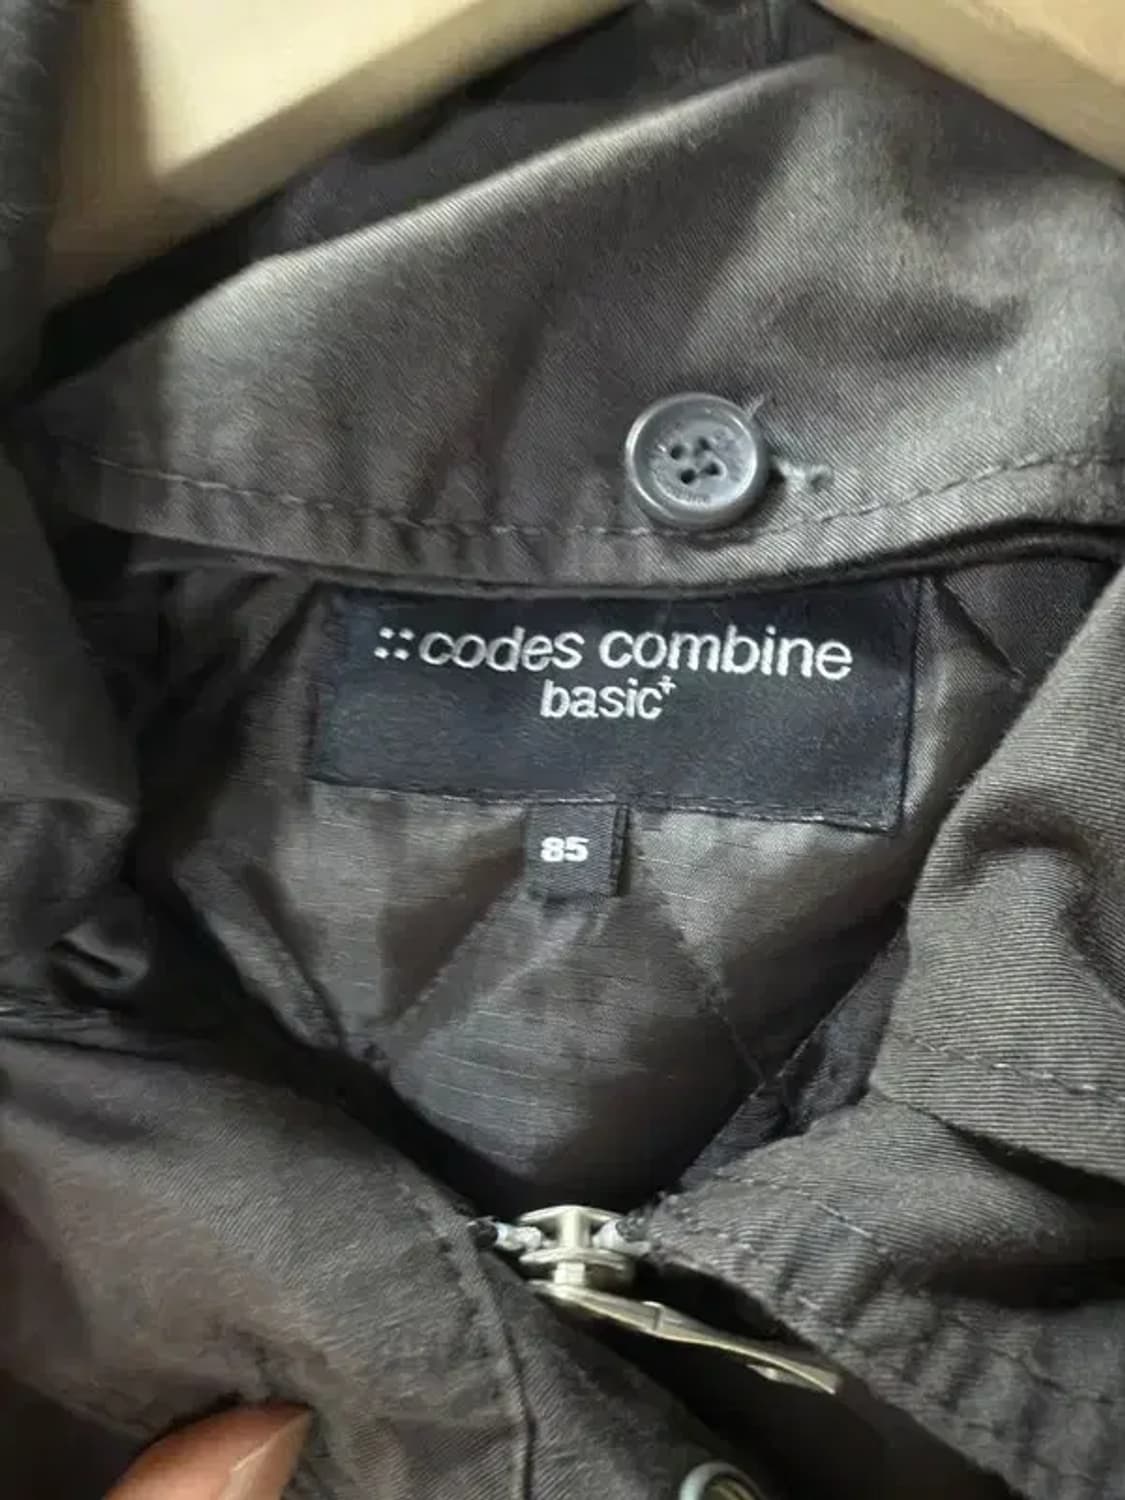 ::codes combine
basic+
85